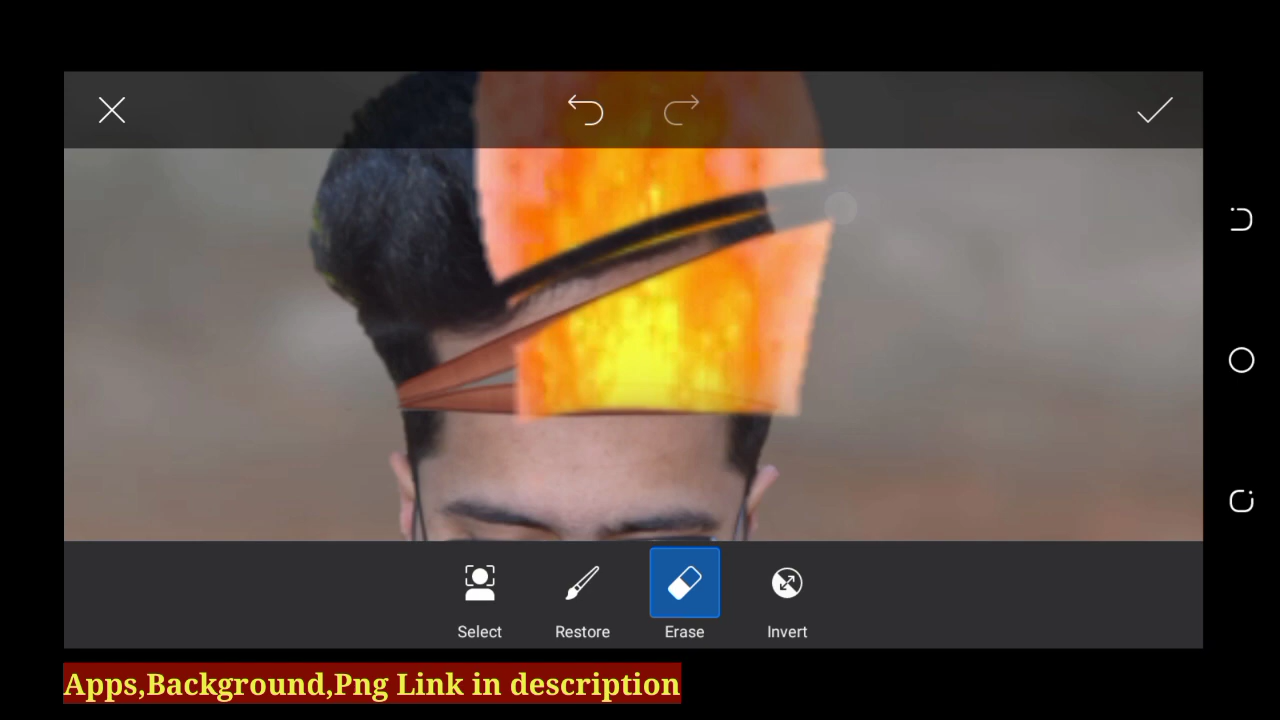 Select
Restore
Erase
Invert
Apps,Background,Png Link in description